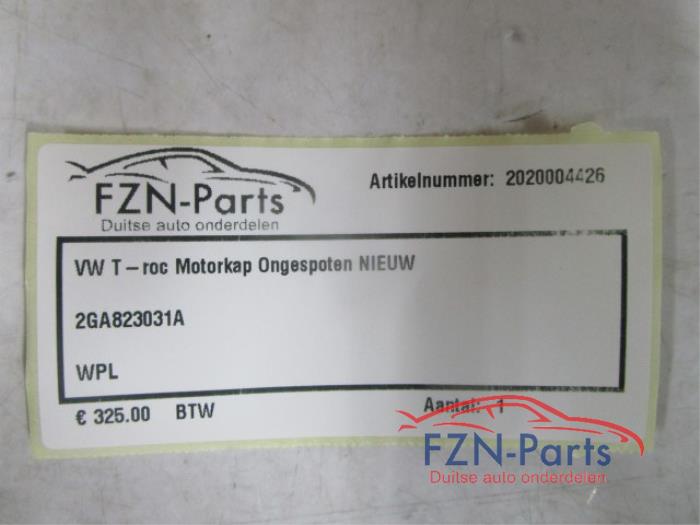 FZN-Parts
Duitse auto onderdelen
Artikelnummer: 2020004426
VW T-roc Motorkap Ongespoten NIEUW
2GA823031A
WPL
€ 325.00 BTW
Aantal: 1
FZN-Parts
Duitse auto onderdelen